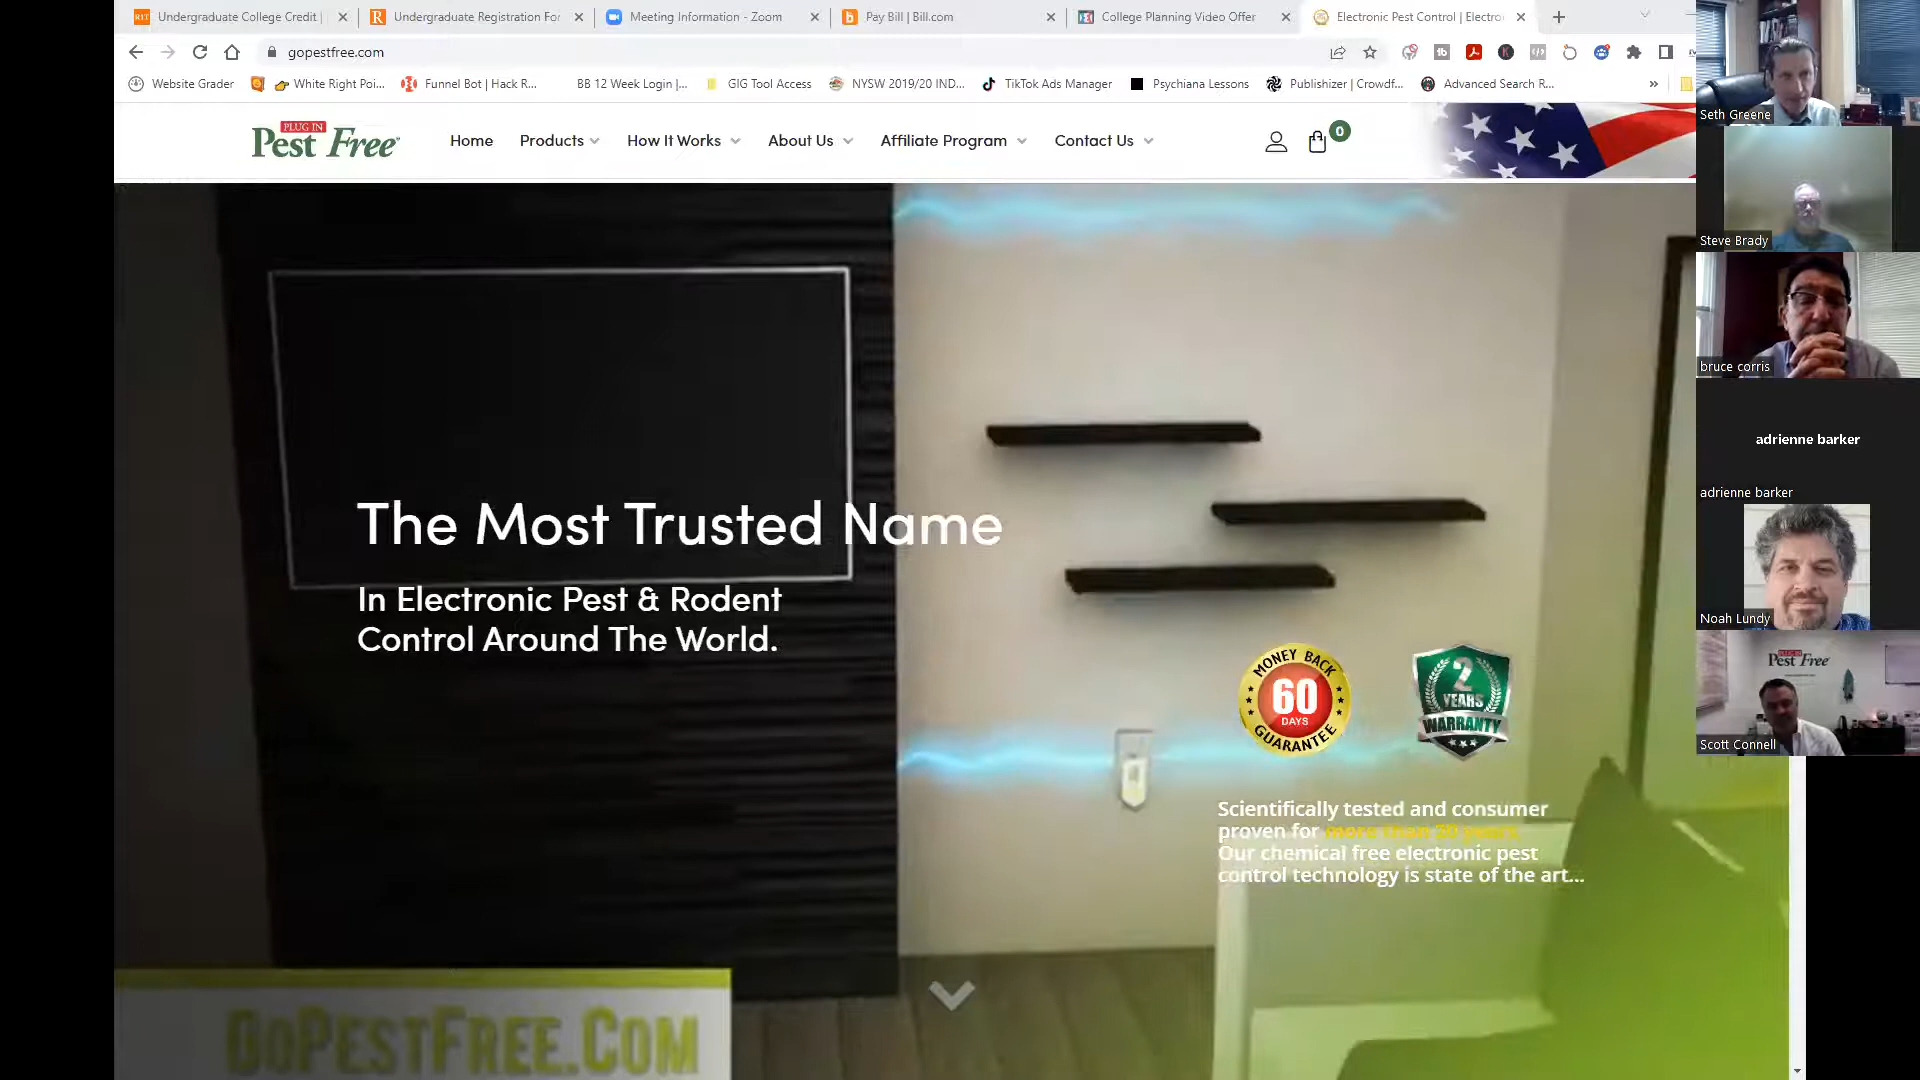 Undergraduate College Credit |
Undergraduate Registration For
Meeting Information - Zoom
Pay Bill | Bill.com
College Planning Video Offer
Electronic Pest Control | Electro
gopestfree.com
Website Grader
White Right Poi...
Funnel Bot | Hack R...
BB 12 Week Login |...
GIG Tool Access
NYSW 2019/20 IND...
TikTok Ads Manager
Psychiana Lessons
Publishizer | Crowdf...
Advanced Search R...
»
PLUG IN
Pest Free
Home
Products
How It Works
About Us
Affiliate Program
Contact Us
0
The Most Trusted Name
In Electronic Pest & Rodent
Control Around The World.
MONEY BACK
60
DAYS
GUARANTEE
2
YEARS
WARRANTY
Scientifically tested and consumer
proven for more than 20 years.
Our chemical free electronic pest
control technology is state of the art...
GoPestFree.Com
Seth Greene
Steve Brady
bruce corris
adrienne barker
adrienne barker
Noah Lundy
PLUG IN
Pest Free
Scott Connell